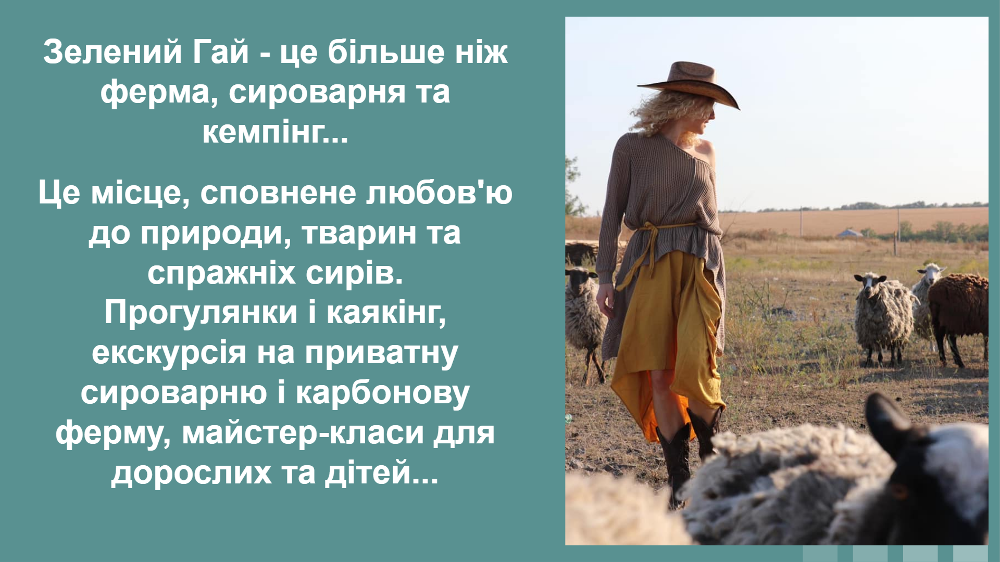 Зелений Гай - це більше ніж
ферма, сироварня та
кемпінг...
Це місце, сповнене любов'ю
до природи, тварин та
спражніх сирів.
Прогулянки і каякінг,
екскурсія на приватну
сироварню і карбонову
ферму, майстер-класи для
дорослих та дітей...